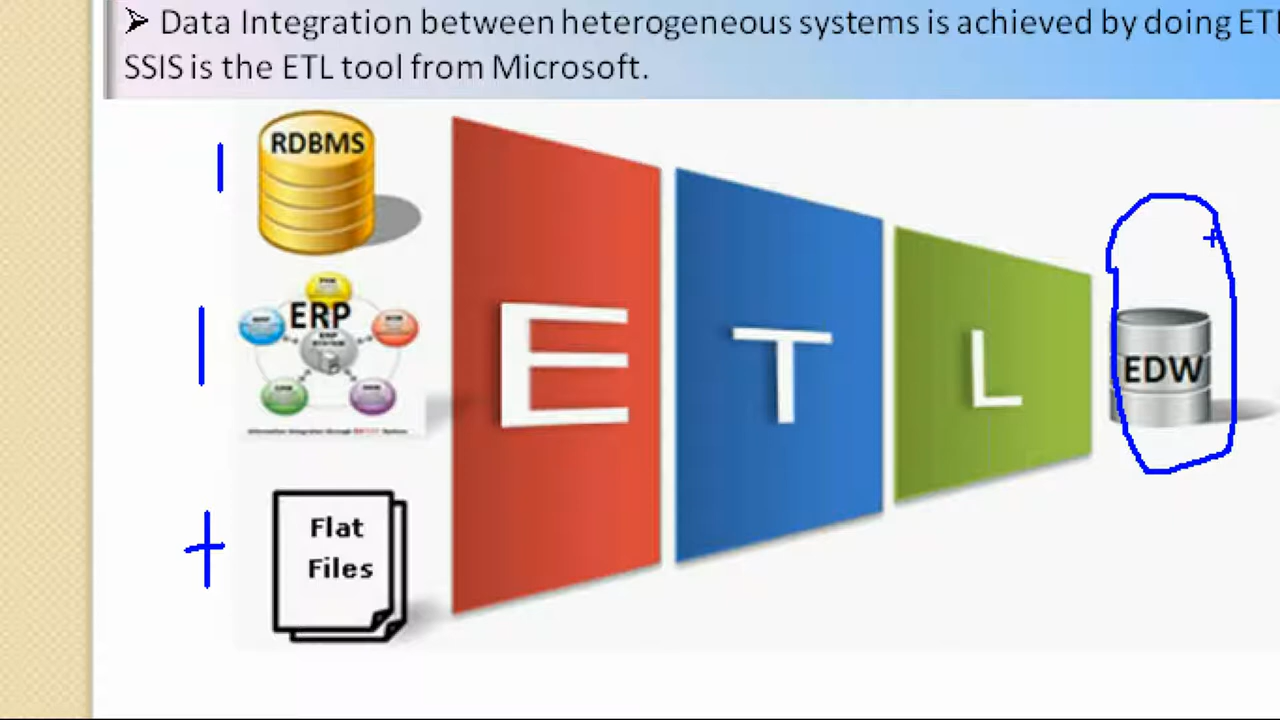 ➤ Data Integration between heterogeneous systems is achieved by doing ETL
SSIS is the ETL tool from Microsoft.
RDBMS
ERP
Flat
Files
E
T
L
EDW